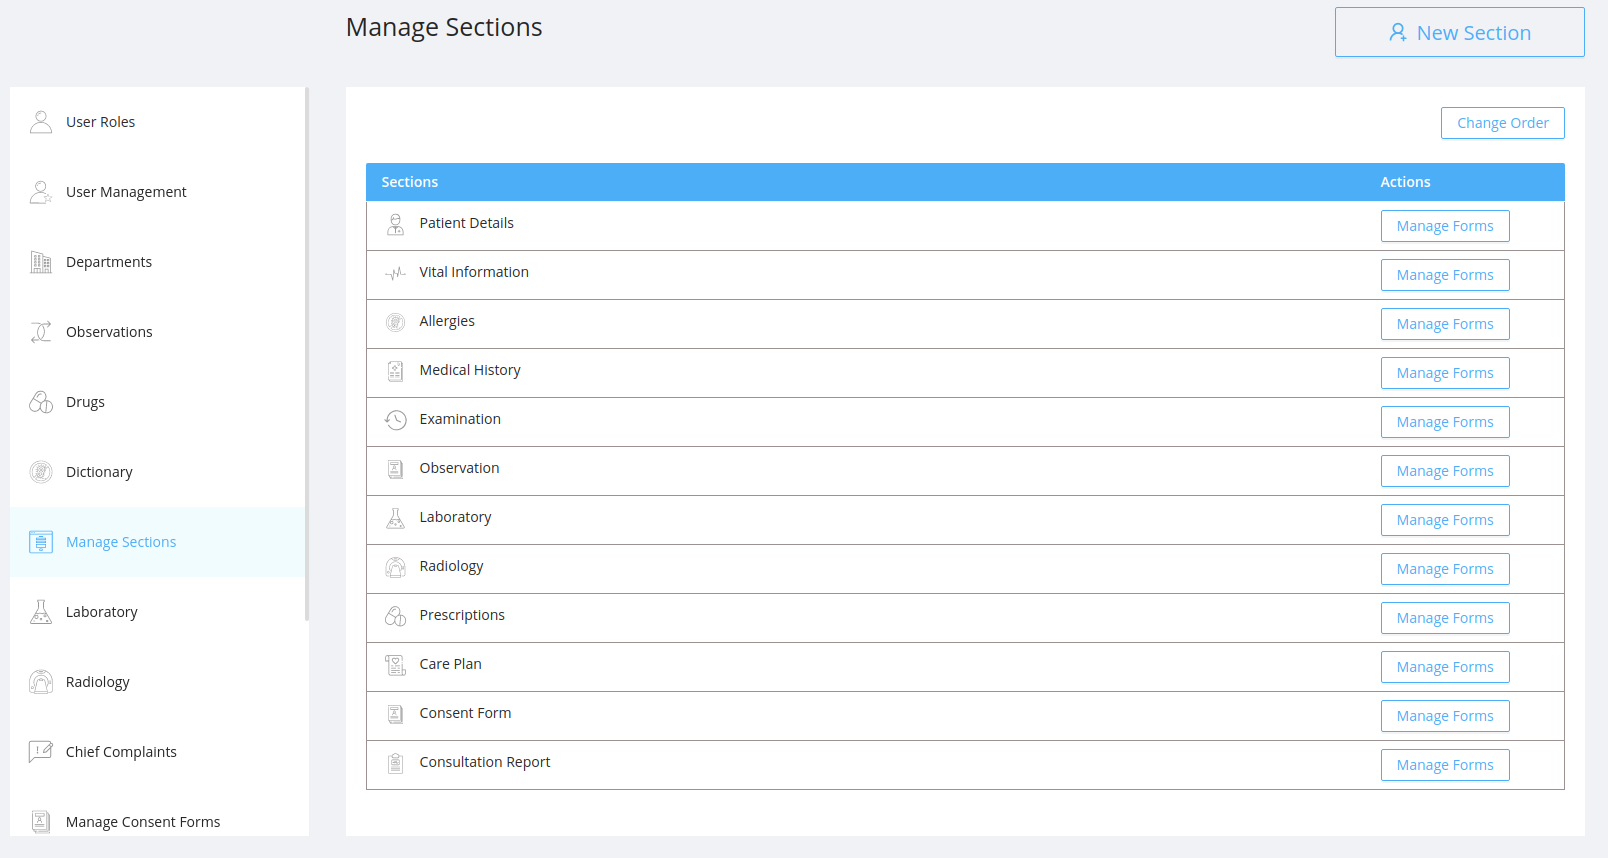 Manage Sections
New Section
User Roles
User Management
Departments
Observations
Drugs
Dictionary
Manage Sections
Laboratory
Radiology
Chief Complaints
Manage Consent Forms
Change Order
Sections Actions
Patient Details Manage Forms
Vital Information Manage Forms
Allergies Manage Forms
Medical History Manage Forms
Examination Manage Forms
Observation Manage Forms
Laboratory Manage Forms
Radiology Manage Forms
Prescriptions Manage Forms
Care Plan Manage Forms
Consent Form Manage Forms
Consultation Report Manage Forms